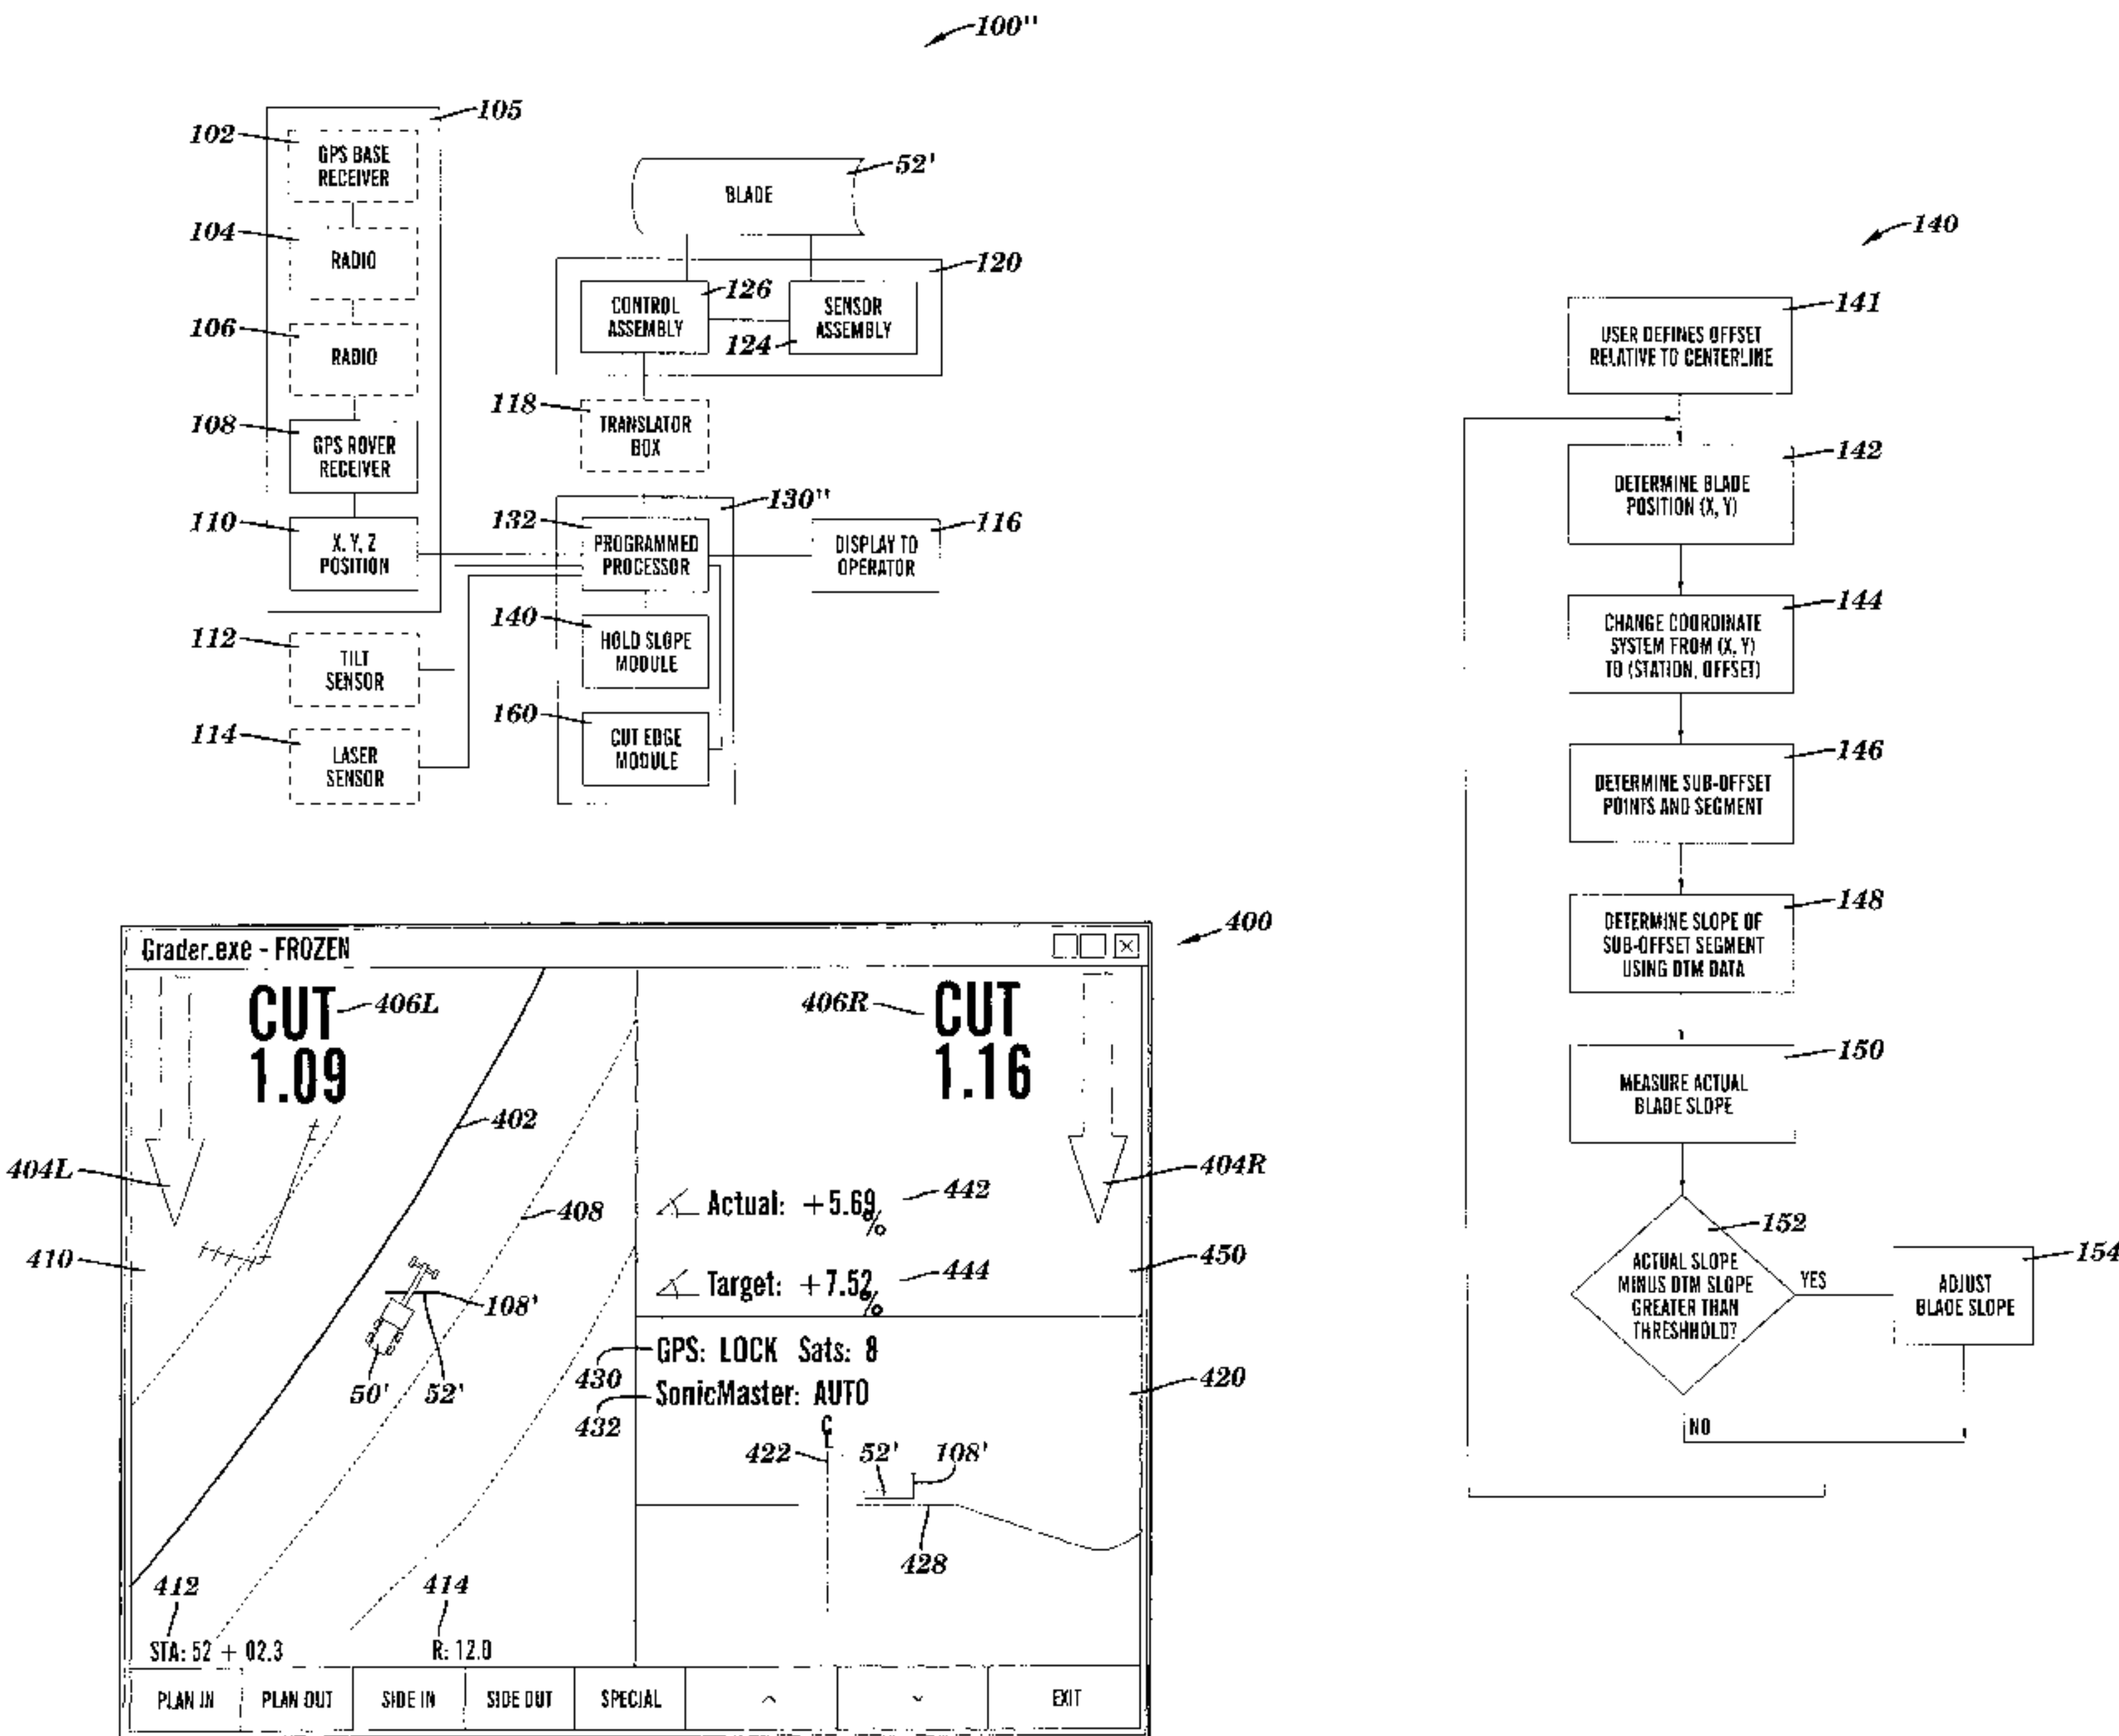 100"
105
102
GPS BASE
RECEIVER
104
RADIO
106
RADIO
108
GPS ROVER
RECEIVER
110
X, Y, Z
POSITION
112
TILT
SENSOR
114
LASER
SENSOR
52'
BLADE
120
CONTROL
ASSEMBLY
126
SENSOR
ASSEMBLY
124
118
TRANSLATOR
BOX
130"
132
PROGRAMMED
PROCESSOR
116
DISPLAY TO
OPERATOR
140
HOLD SLOPE
MODULE
160
CUT EDGE
MODULE
140
141
USER DEFINES OFFSET
RELATIVE TO CENTERLINE
142
DETERMINE BLADE
POSITION (X, Y)
144
CHANGE COORDINATE
SYSTEM FROM (X, Y)
TO (STATION, OFFSET)
146
DETERMINE SUB-OFFSET
POINTS AND SEGMENT
148
DETERMINE SLOPE OF
SUB-OFFSET SEGMENT
USING DTM DATA
150
MEASURE ACTUAL
BLADE SLOPE
152
ACTUAL SLOPE
MINUS DTM SLOPE
GREATER THAN
THRESHHOLD?
YES
154
ADJUST
BLADE SLOPE
NO
400
Grader.exe - FROZEN
CUT
1.09
406L
406R
CUT
1.16
402
404L
404R
408
Actual: +5.69%
442
410
450
Target: +7.52%
444
108'
50'
52'
GPS: LOCK Sats: 8
430
420
SonicMaster: AUTO
432
CL
422
52'
108'
428
412
414
STA: 52 + 02.3
R: 12.0
PLAN IN
PLAN OUT
SIDE IN
SIDE OUT
SPECIAL
EXIT